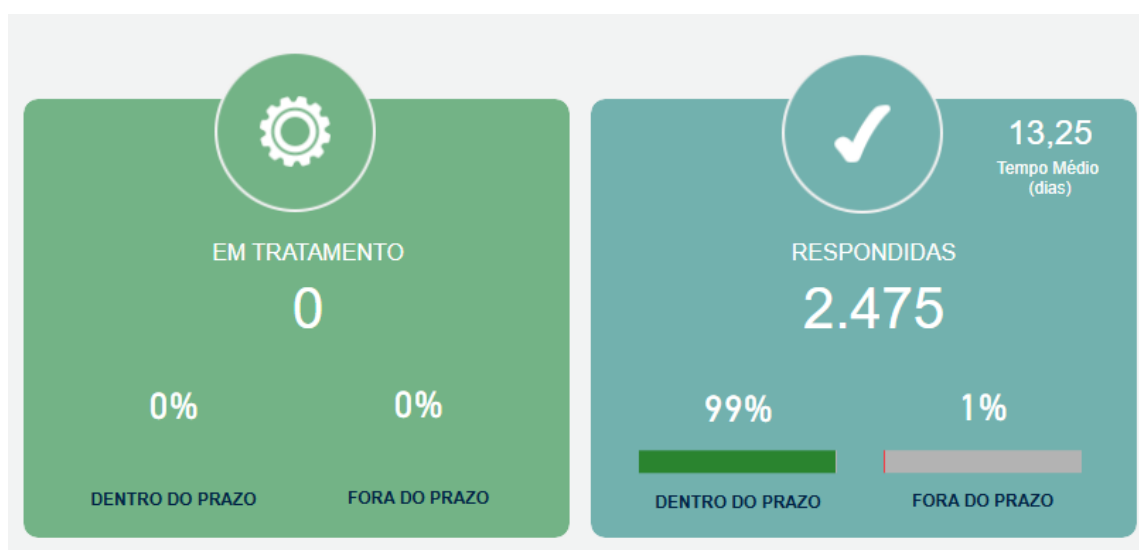 EM TRATAMENTO
0
0%
0%
DENTRO DO PRAZO
FORA DO PRAZO
13,25
Tempo Médio
(dias)
RESPONDIDAS
2.475
99%
1%
DENTRO DO PRAZO
FORA DO PRAZO